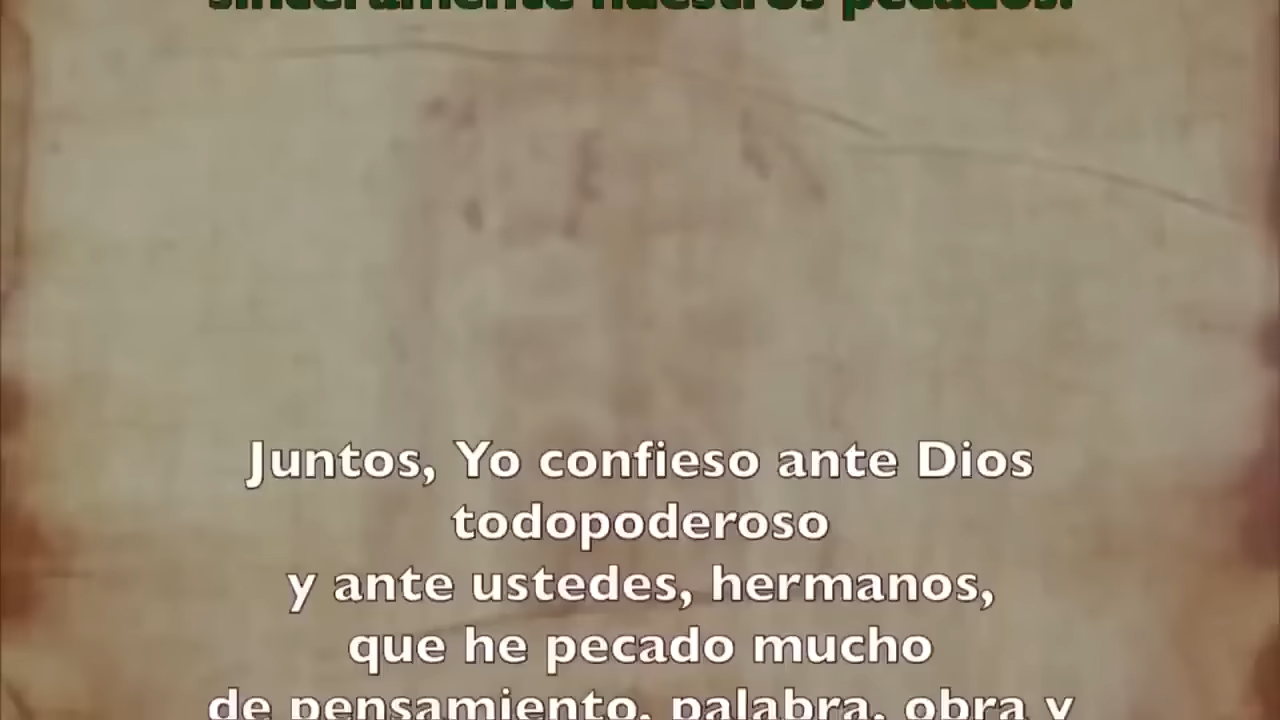 sinceramente nuestros pecados.
Juntos, Yo confieso ante Dios
todopoderoso
y ante ustedes, hermanos,
que he pecado mucho
de pensamiento, palabra, obra y